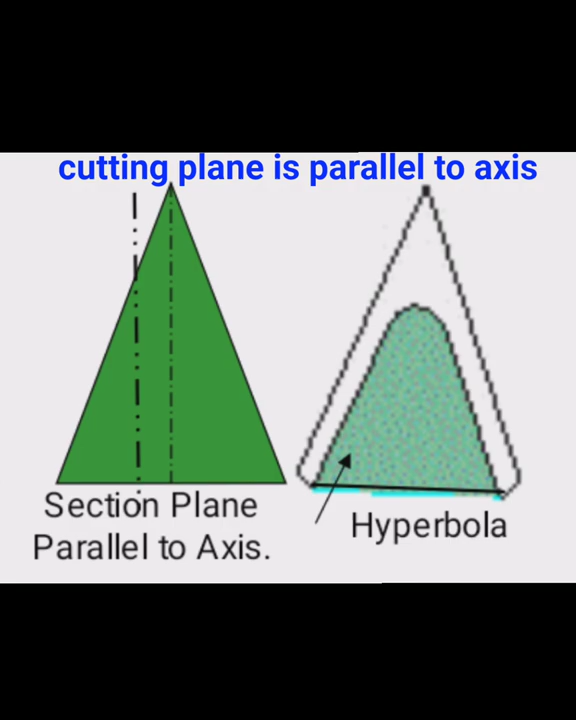 cutting plane is parallel to axis
Section Plane
Parallel to Axis.
Hyperbola